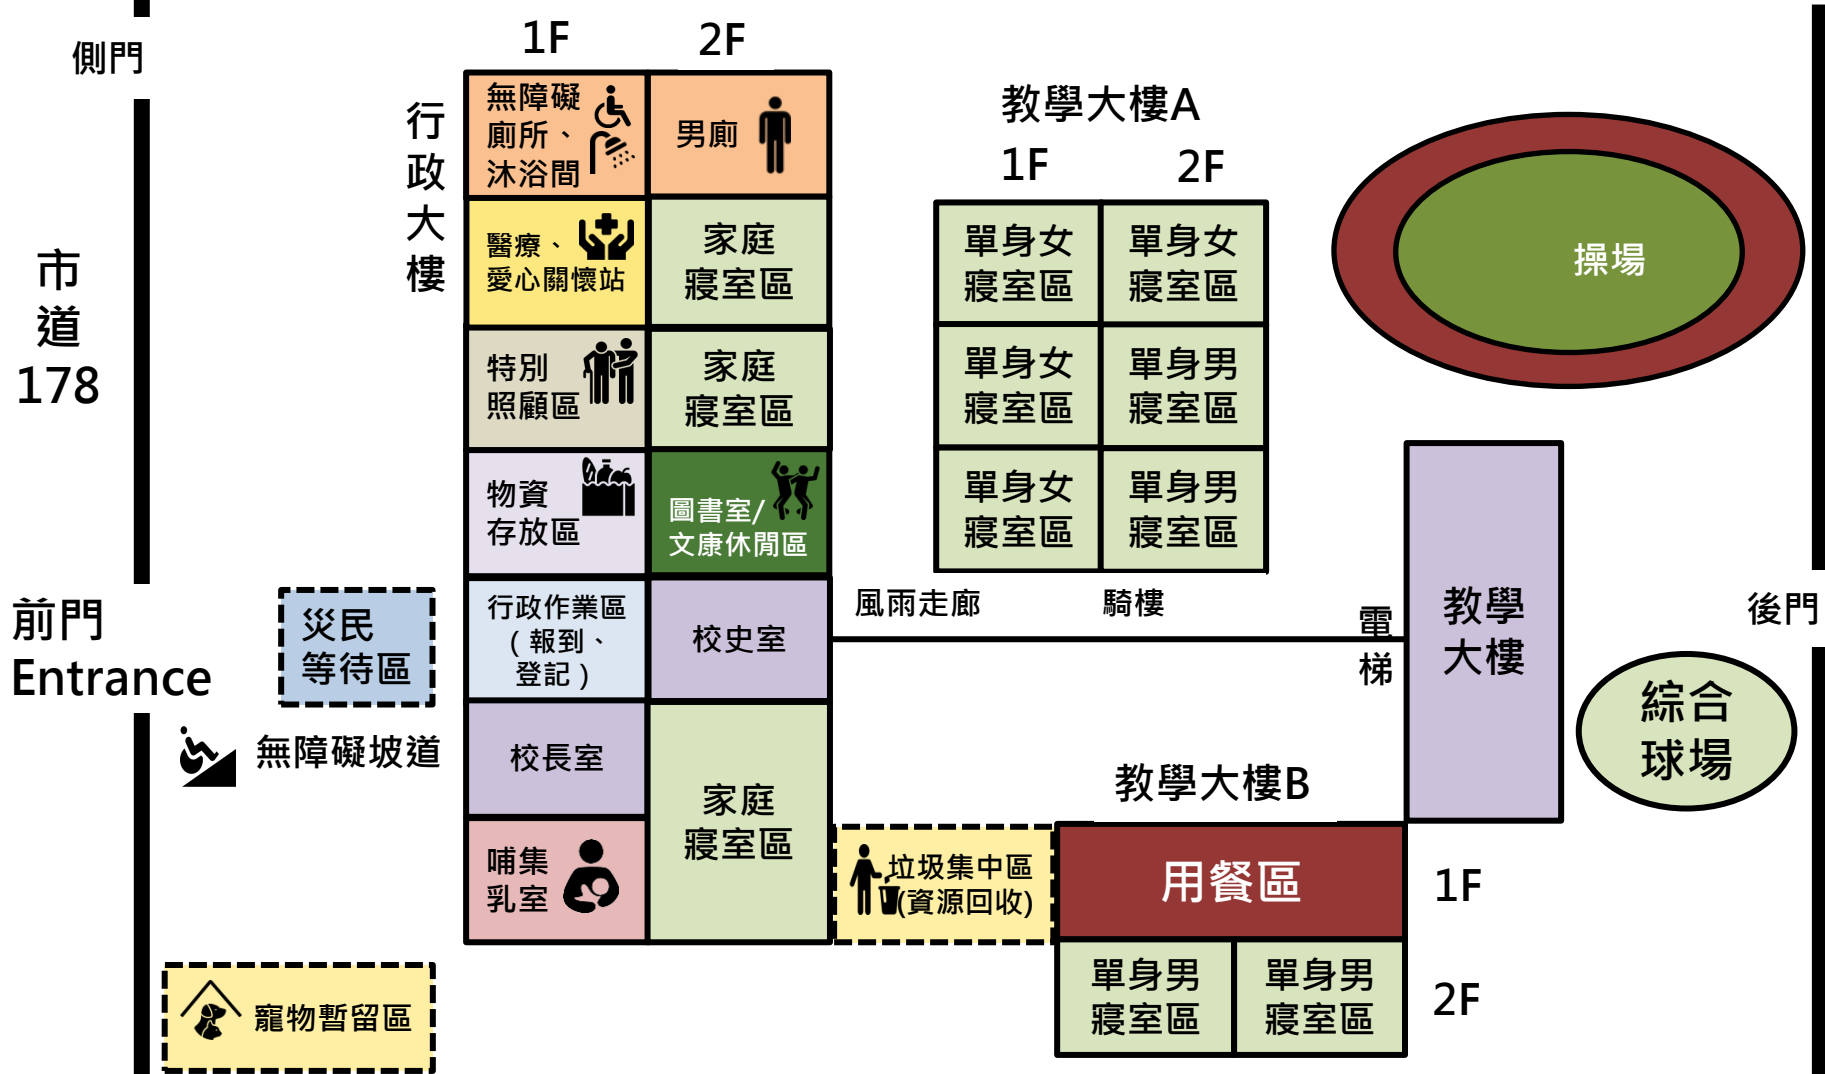 側門
市
道
178
前門
Entrance
災民
等待區
無障礙坡道
寵物暫留區
行
政
大
樓
1F
2F
無障礙
廁所、
沐浴間
男廁
醫療、
愛心關懷站
家庭
寢室區
特別
照顧區
家庭
寢室區
物資
存放區
圖書室/
文康休閒區
行政作業區
（報到、
登記）
校史室
校長室
家庭
寢室區
哺集
乳室
垃圾集中區
(資源回收)
教學大樓A
1F
2F
單身女
寢室區
單身女
寢室區
單身女
寢室區
單身男
寢室區
單身女
寢室區
單身男
寢室區
風雨走廊
騎樓
電
梯
教學
大樓
操場
後門
綜合
球場
教學大樓B
用餐區
1F
單身男
寢室區
單身男
寢室區
2F